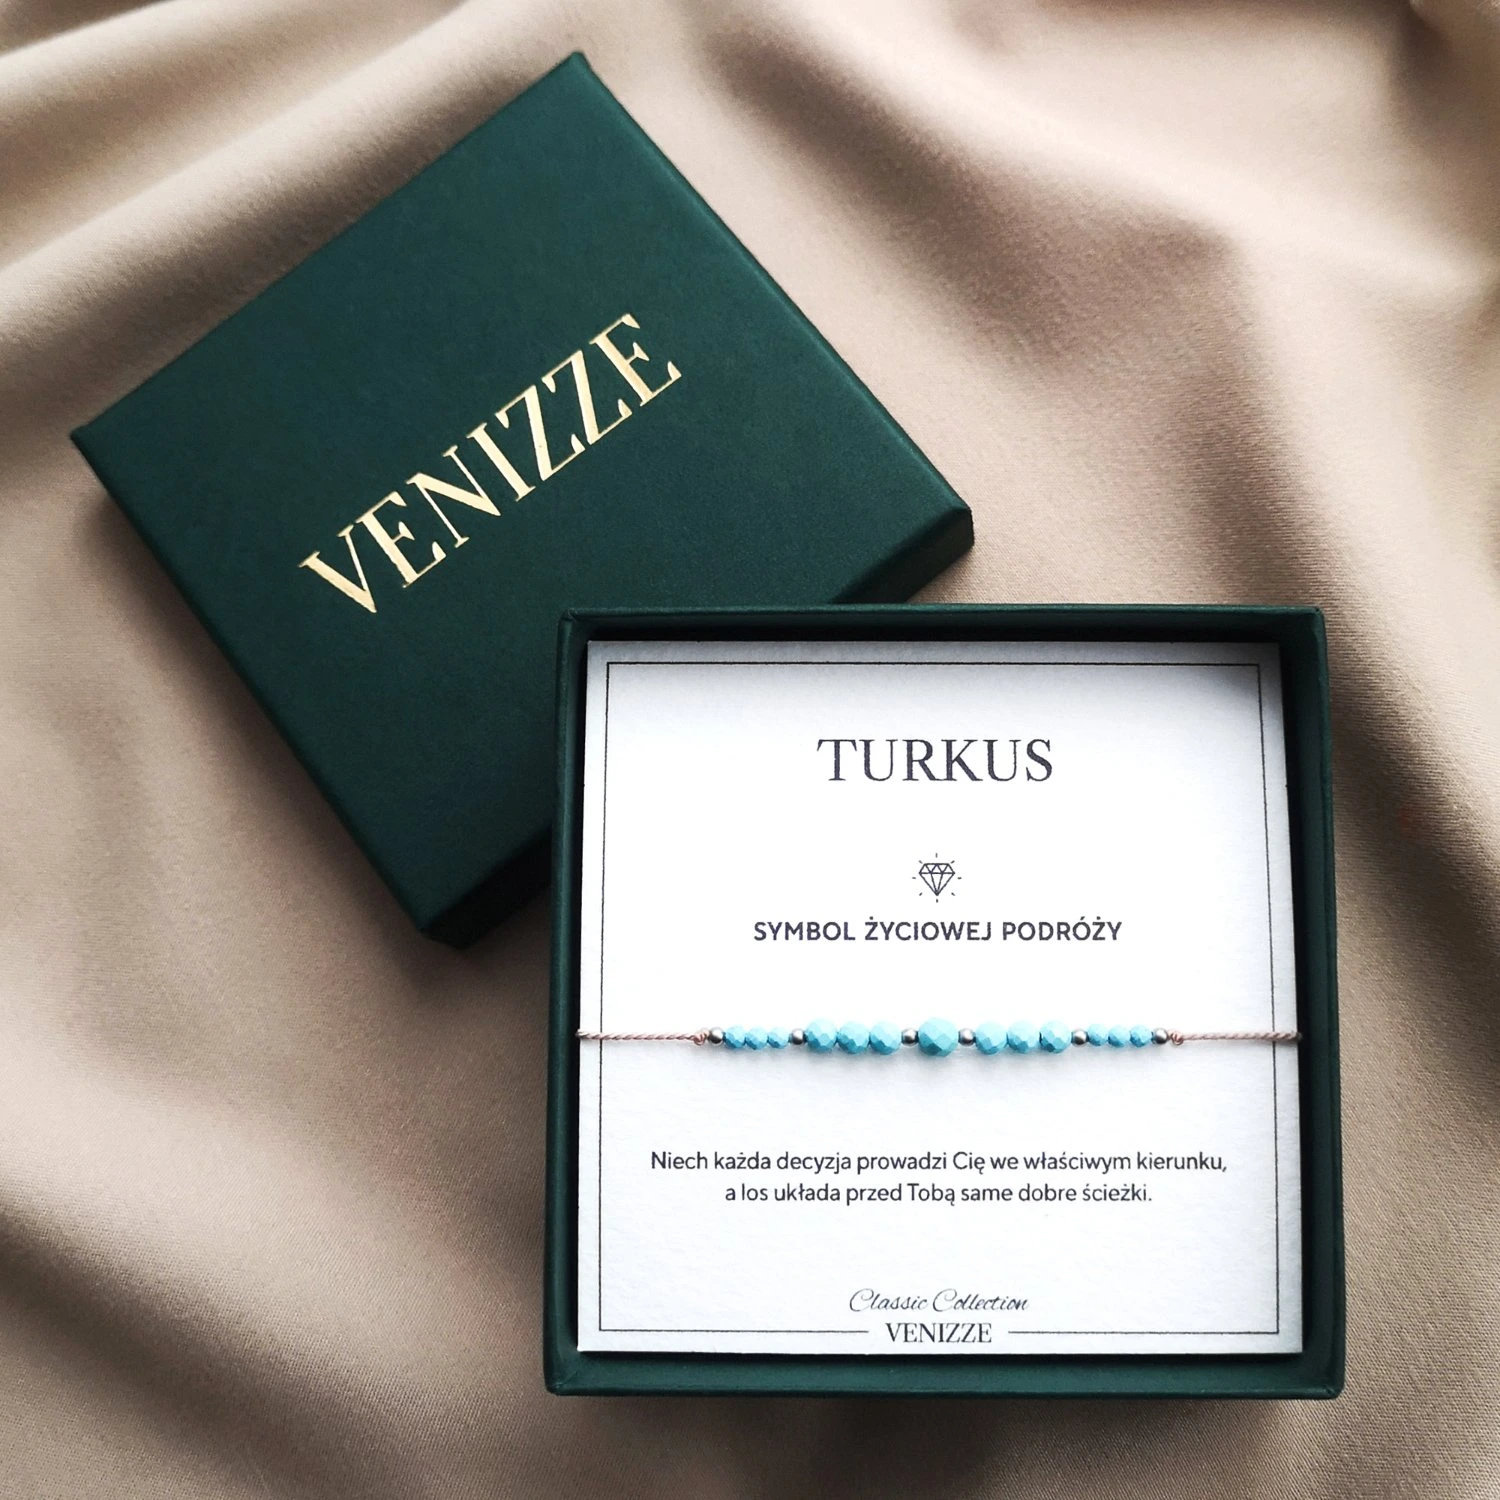 VENIZZE
TURKUS
SYMBOL ŻYCIOWEJ PODRÓŻY
Niech każda decyzja prowadzi Cię we właściwym kierunku,
a los układa przed Tobą same dobre ścieżki.
Classic Collection
VENIZZE